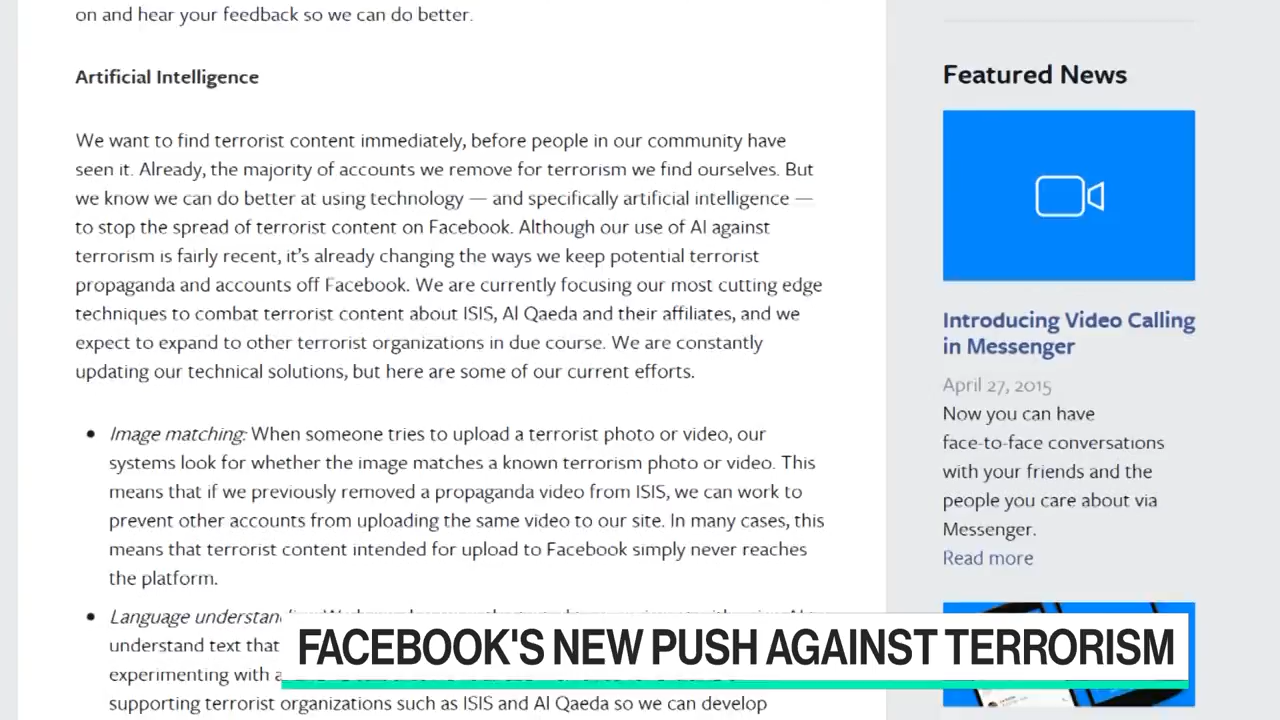 on and hear your feedback so we can do better.
Artificial Intelligence
We want to find terrorist content immediately, before people in our community have
seen it. Already, the majority of accounts we remove for terrorism we find ourselves. But
we know we can do better at using technology — and specifically artificial intelligence —
to stop the spread of terrorist content on Facebook. Although our use of AI against
terrorism is fairly recent, it's already changing the ways we keep potential terrorist
propaganda and accounts off Facebook. We are currently focusing our most cutting edge
techniques to combat terrorist content about ISIS, Al Qaeda and their affiliates, and we
expect to expand to other terrorist organizations in due course. We are constantly
updating our technical solutions, but here are some of our current efforts.
Image matching: When someone tries to upload a terrorist photo or video, our
systems look for whether the image matches a known terrorism photo or video. This
means that if we previously removed a propaganda video from ISIS, we can work to
prevent other accounts from uploading the same video to our site. In many cases, this
means that terrorist content intended for upload to Facebook simply never reaches
the platform.
Language
understand text that
experimenting with
supporting terrorist organizations such as ISIS and Al Qaeda so we can develop
Featured News
Introducing Video Calling
in Messenger
April 27, 2015
Now you can have
face-to-face conversations
with your friends and the
people you care about via
Messenger.
Read more
FACEBOOK'S NEW PUSH AGAINST TERRORISM